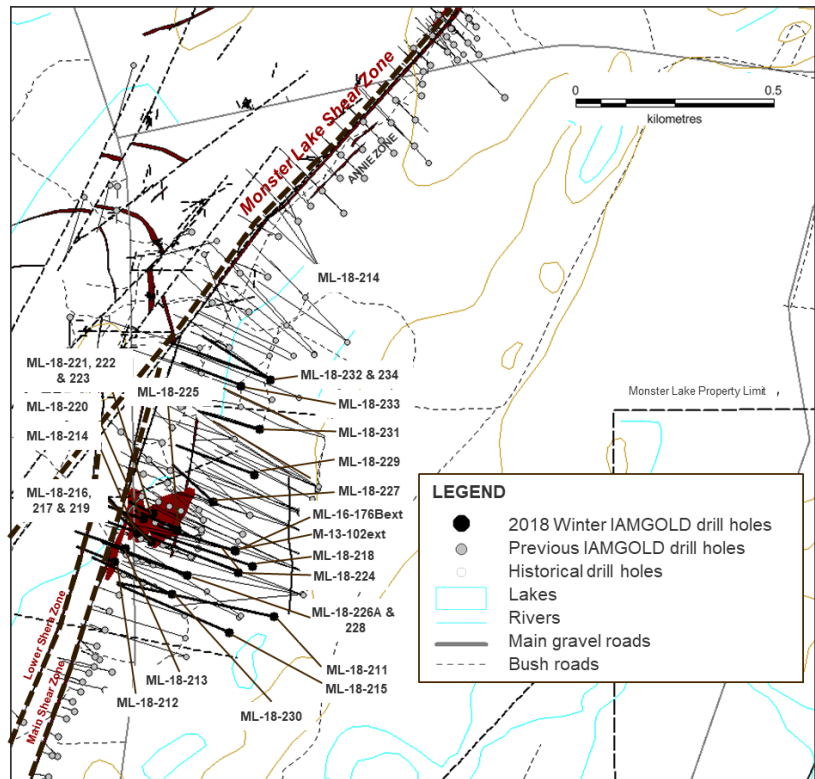 Monster Lake Shear Zone
ANNIE ZONE
0
0.5
kilometres
ML-18-214
ML-18-221, 222
& 223
ML-18-225
ML-18-220
ML-18-214
ML-18-216,
217 & 219
ML-18-232 & 234
ML-18-233
ML-18-231
ML-18-229
ML-18-227
ML-16-176Bext
M-13-102ext
ML-18-218
ML-18-224
ML-18-226A &
228
ML-18-211
ML-18-215
ML-18-213
ML-18-212
ML-18-230
Lower Shera Zone
Main Shear Zone
Monster Lake Property Limit
LEGEND
2018 Winter IAMGOLD drill holes
Previous IAMGOLD drill holes
Historical drill holes
Lakes
Rivers
Main gravel roads
Bush roads